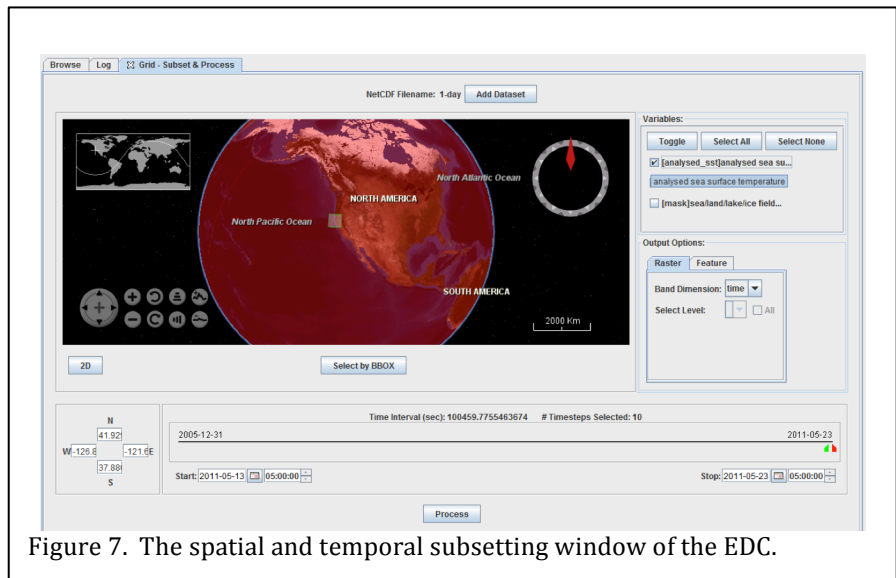 Browse Log Grid - Subset & Process
NetCDF Filename: 1-day Add Dataset
North Atlantic Ocean
NORTH AMERICA
North Pacific Ocean
SOUTH AMERICA
2000 Km
2D
Select by BBOX
Variables:
Toggle Select All Select None
[analysed_sst]analysed sea su...
analysed sea surface temperature
[mask]sea/land/lake/ice field...
Output Options:
Raster Feature
Band Dimension: time
Select Level: All
N
41.92
W -126.8 -121.6 E
37.88
S
Time Interval (sec): 100459.7755463674 # Timesteps Selected: 10
2005-12-31 2011-05-23
Start: 2011-05-13 05:00:00 Stop: 2011-05-23 05:00:00
Process
Figure 7. The spatial and temporal subsetting window of the EDC.